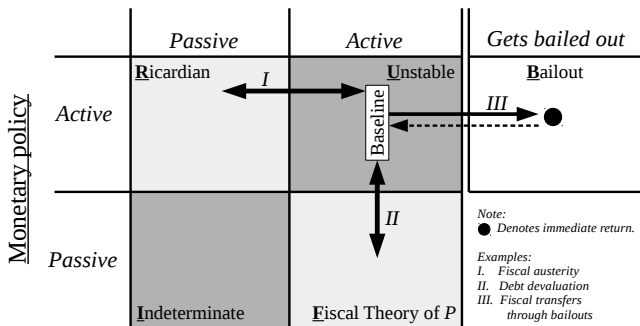 Passive
Active
Gets bailed out
Monetary policy
Active
Ricardian
I
Unstable
Baseline
III
Bailout
Passive
II
Indeterminate
Fiscal Theory of P
Note:
Denotes immediate return.
Examples:
I. Fiscal austerity
II. Debt devaluation
III. Fiscal transfers
through bailouts